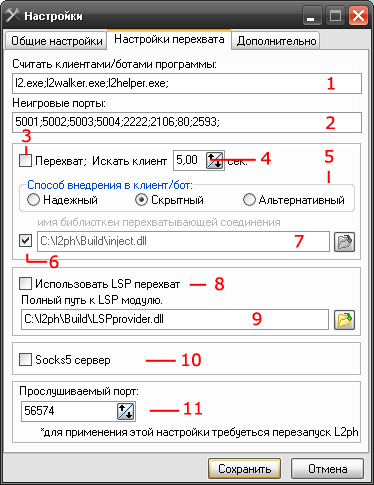 Настройки
Общие настройки Настройки перехвата Дополнительно
Считать клиентами/ботами программы:
l2.exe;l2walker.exe;l2helper.exe; 1
Неигровые порты:
5001;5002;5003;5004;2222;2106;80;2593; 2
3
Перехват; Искать клиент 5,00 сек. 4
5
Способ внедрения в клиент/бот:
Надежный Скрытный Альтернативный
имя библиотеки перехватывающей соединения
C:\l2ph\Build\inject.dll 7
6
Использовать LSP перехват 8
Полный путь к LSP модулю.
C:\l2ph\Build\LSPprovider.dll 9
Socks5 сервер 10
Прослушиваемый порт:
56574 11
*для применения этой настройки требуеться перезапуск L2ph
Сохранить Отмена